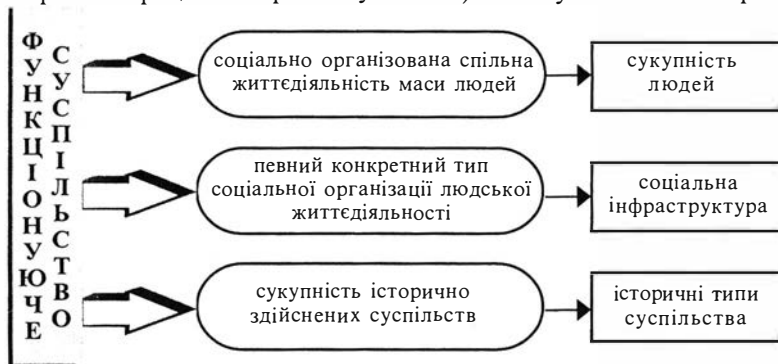 ФУНКЦІОНУЮЧЕ
СУСПІЛЬСТВО
соціально організована спільна
життєдіяльність маси людей
сукупність
людей
певний конкретний тип
соціальної організації людської
життєдіяльності
соціальна
інфраструктура
сукупність історично
здійснених суспільств
історичні типи
суспільства